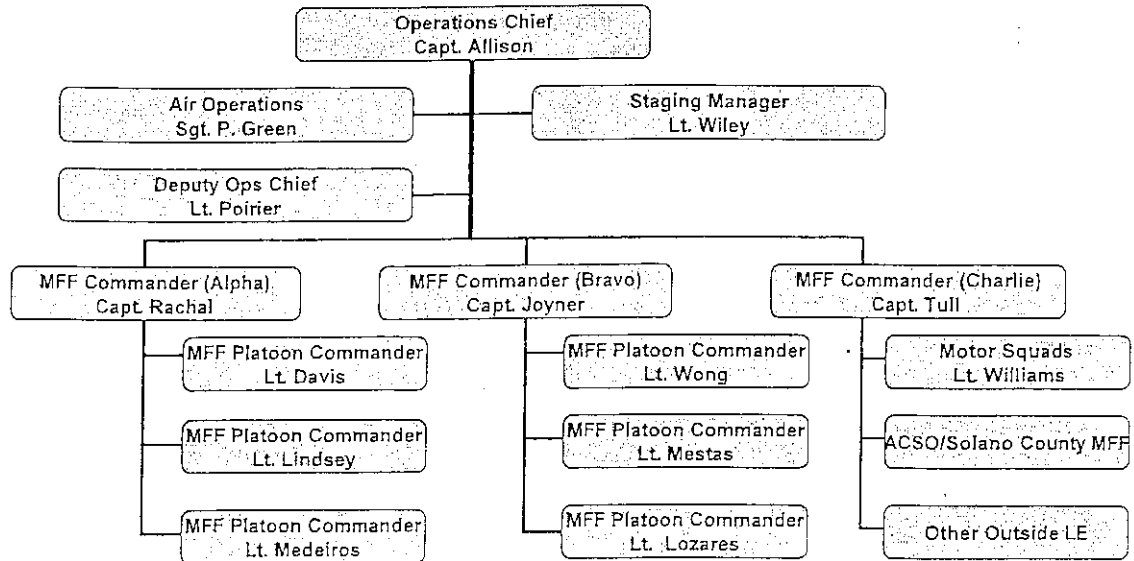 Operations Chief
Capt. Allison
Air Operations
Sgt. P. Green
Staging Manager
Lt. Wiley
Deputy Ops Chief
Lt. Poirier
MFF Commander (Alpha)
Capt. Rachal
MFF Commander (Bravo)
Capt. Joyner
MFF Commander (Charlie)
Capt. Tull
MFF Platoon Commander
Lt. Davis
MFF Platoon Commander
Lt. Wong
Motor Squads
Lt. Williams
MFF Platoon Commander
Lt. Lindsey
MFF Platoon Commander
Lt. Mestas
ACSO/Solano County MFF
MFF Platoon Commander
Lt. Medeiros
MFF Platoon Commander
Lt. Lozares
Other Outside LE